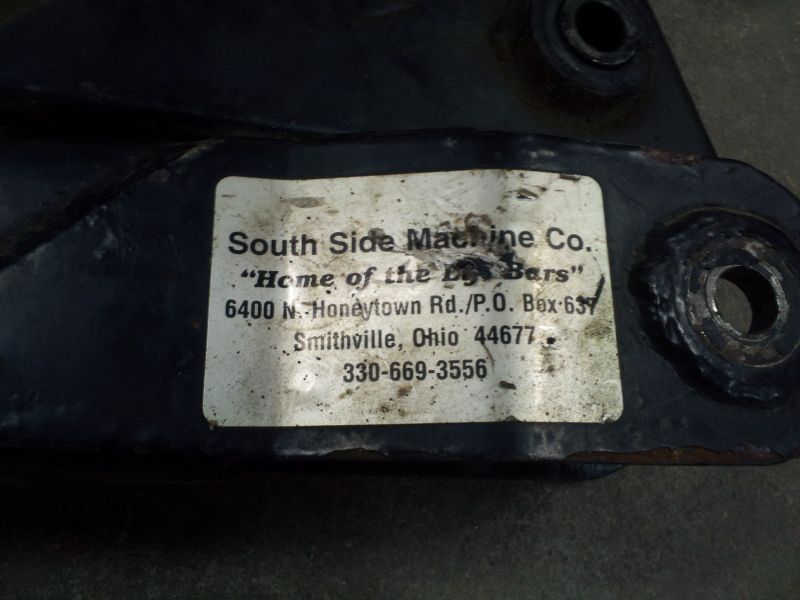 South Side Machine Co.
"Home of the Bars"
6400 N. Honeytown Rd./P.O. Box 637
Smithville, Ohio 44677
330-669-3556